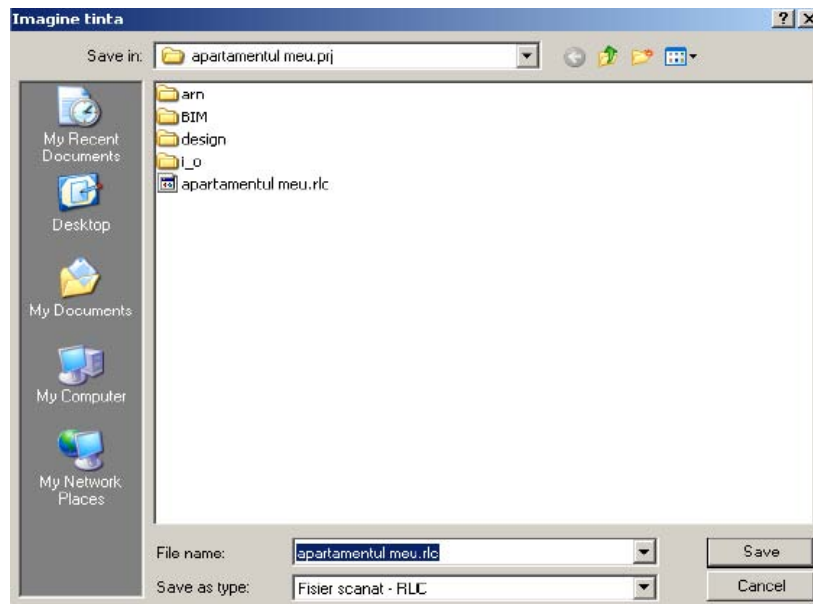 Imagine tinta
Save in: apartamentul meu.prj
arn
BIM
design
i_o
apartamentul meu.rlc
My Recent
Documents
Desktop
My Documents
My Computer
My Network
Places
File name: apartamentul meu.rlc Save
Save as type: Fisier scanat - RLC Cancel